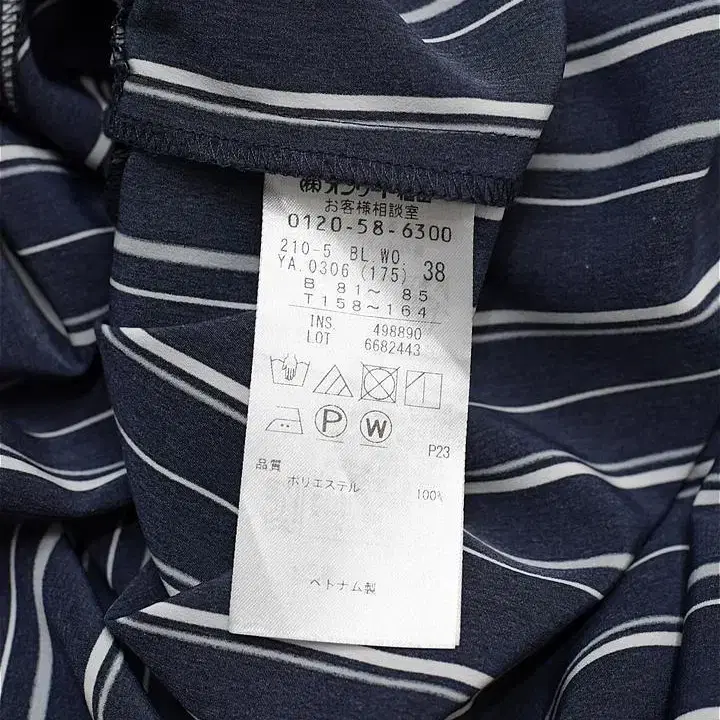 (株)オンワード樫山
お客様相談室
0120-58-6300
210-5 BL.WO.
YA.0306 (175) 38
B 81～ 85
T158～164
INS 498890
LOT 6682443
P W
P23
品質
ポリエステル 100%
ベトナム製